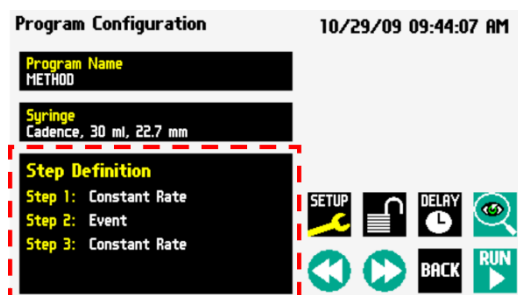 Program Configuration
10/29/09 09:44:07 AM
Program Name
METHOD
Syringe
Cadence, 30 ml, 22.7 mm
Step Definition
Step 1: Constant Rate
Step 2: Event
Step 3: Constant Rate
SETUP
DELAY
BACK
RUN